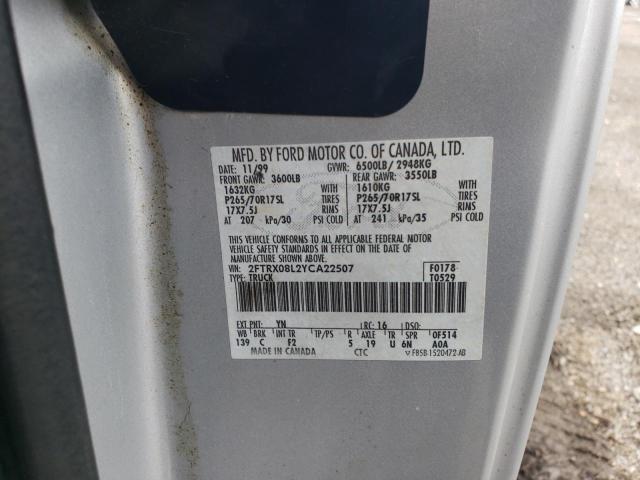 MFD. BY FORD MOTOR CO. OF CANADA, LTD.
DATE: 11/99 GVWR: 6500LB/ 2948KG
FRONT GAWR: 3600LB REAR GAWR: 3550LB
1632KG WITH 1610KG WITH
P265/70R17SL TIRES P265/70R17SL TIRES
17X7.5J RIMS 17X7.5J RIMS
AT 207 kPa/30 PSI COLD AT 241 kPa/35 PSI COLD
THIS VEHICLE CONFORMS TO ALL APPLICABLE FEDERAL MOTOR
VEHICLE SAFETY STANDARDS IN EFFECT ON THE DATE OF
MANUFACTURE SHOWN ABOVE.
VIN: 2FTRX08L2YCA22507 F0178
TYPE: TRUCK T0529
EXT PNT: YN RC: 16 DSO:
WB BRK INT TR TP/PS R AXLE TR SPR 0F514
139 C F2 5 19 U 6N A0A
MADE IN CANADA CTC F85B-1520472-AB